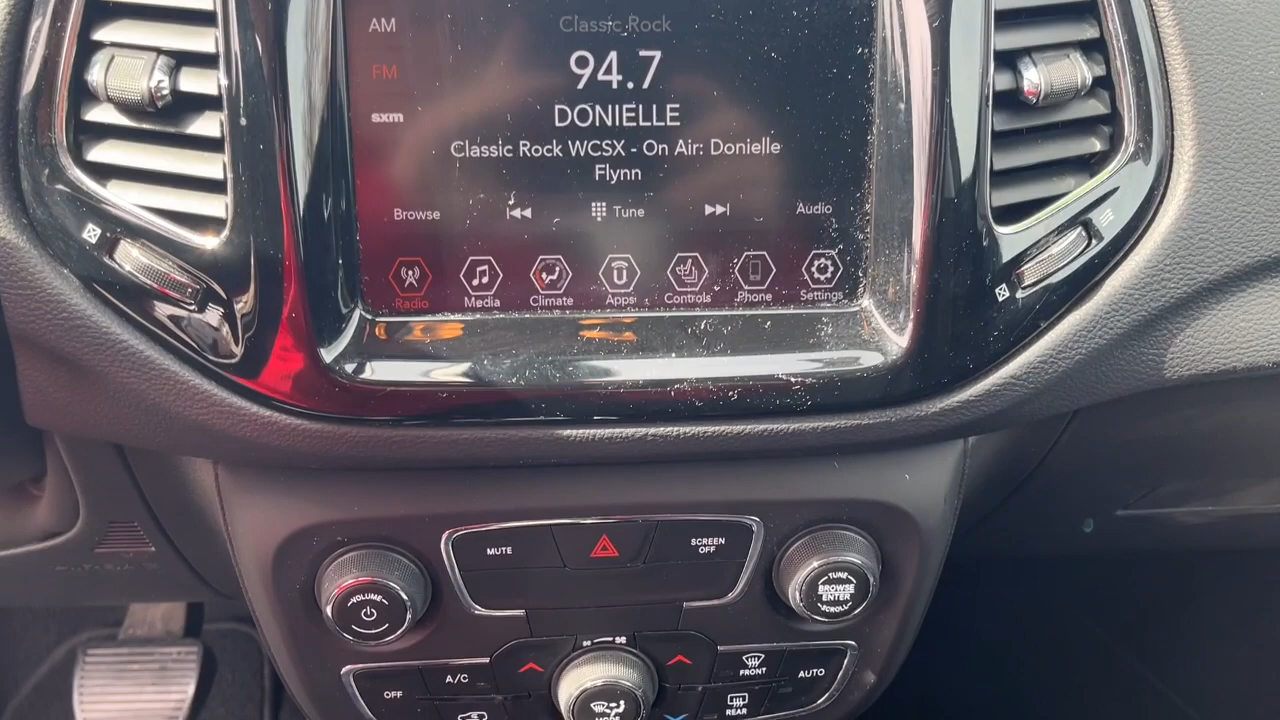 AM
Classic Rock
FM
94.7
sxm
DONIELLE
Classic Rock WCSX - On Air: Donielle
Flynn
Browse
Tune
Audio
Radio
Media
Climate
Apps
Controls
Phone
Settings
MUTE
SCREEN
OFF
VOLUME
TUNE
BROWSE
ENTER
SCROLL
OFF
A/C
FRONT
AUTO
REAR
MODE